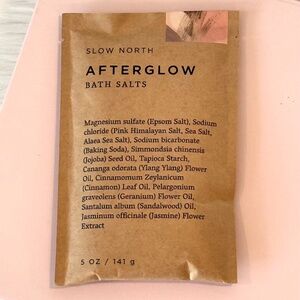 SLOW NORTH
AFTERGLOW
BATH SALTS
Magnesium sulfate (Epsom Salt), Sodium
chloride (Pink Himalayan Salt, Sea Salt,
Alaea Sea Salt), Sodium bicarbonate
(Baking Soda), Simmondsia chinensis
(Jojoba) Seed Oil, Tapioca Starch,
Cananga odorata (Ylang Ylang) Flower
Oil, Cinnamomum Zeylanicum
(Cinnamon) Leaf Oil, Pelargonium
graveolens (Geranium) Flower Oil,
Santalum album (Sandalwood) Oil,
Jasminum officinale (Jasmine) Flower
Extract
5 OZ / 141 g